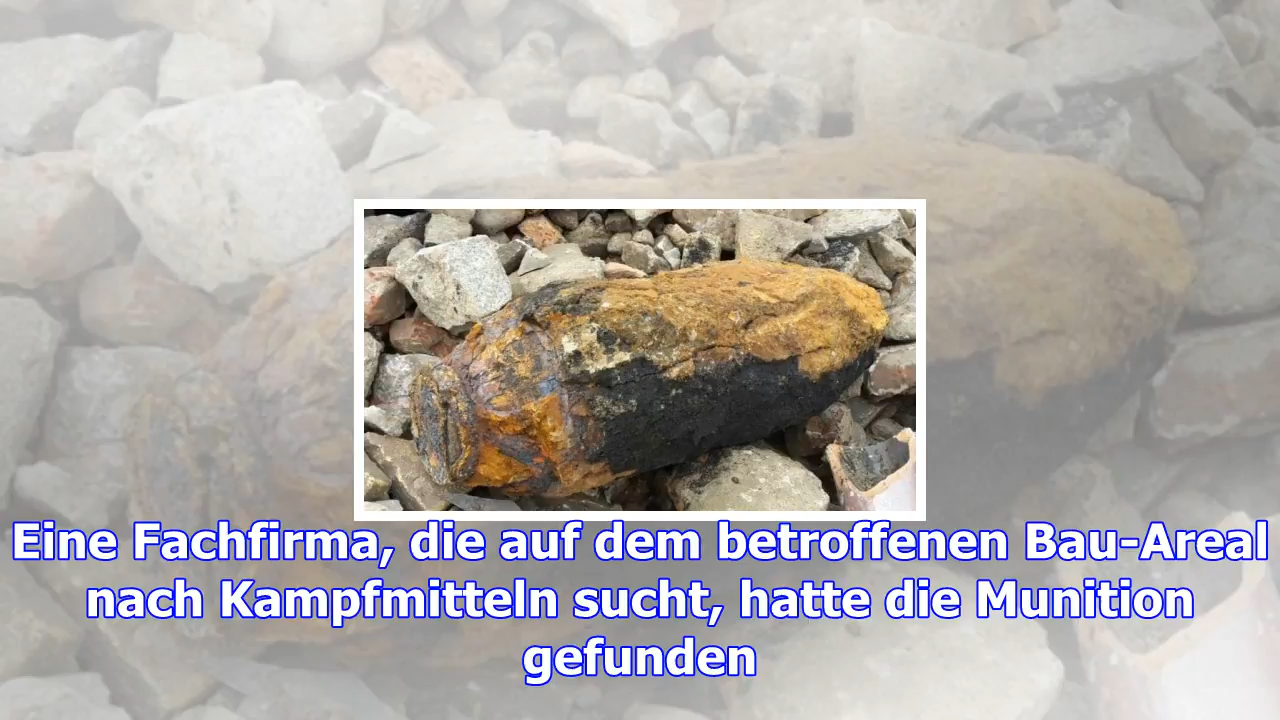 Eine Fachfirma, die auf dem betroffenen Bau-Areal
nach Kampfmitteln sucht, hatte die Munition
gefunden